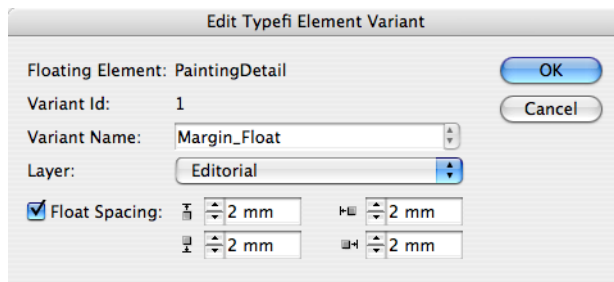 Edit Typefi Element Variant
Floating Element: PaintingDetail
OK
Variant Id: 1
Cancel
Variant Name: Margin_Float
Layer: Editorial
Float Spacing: 2 mm 2 mm
2 mm 2 mm